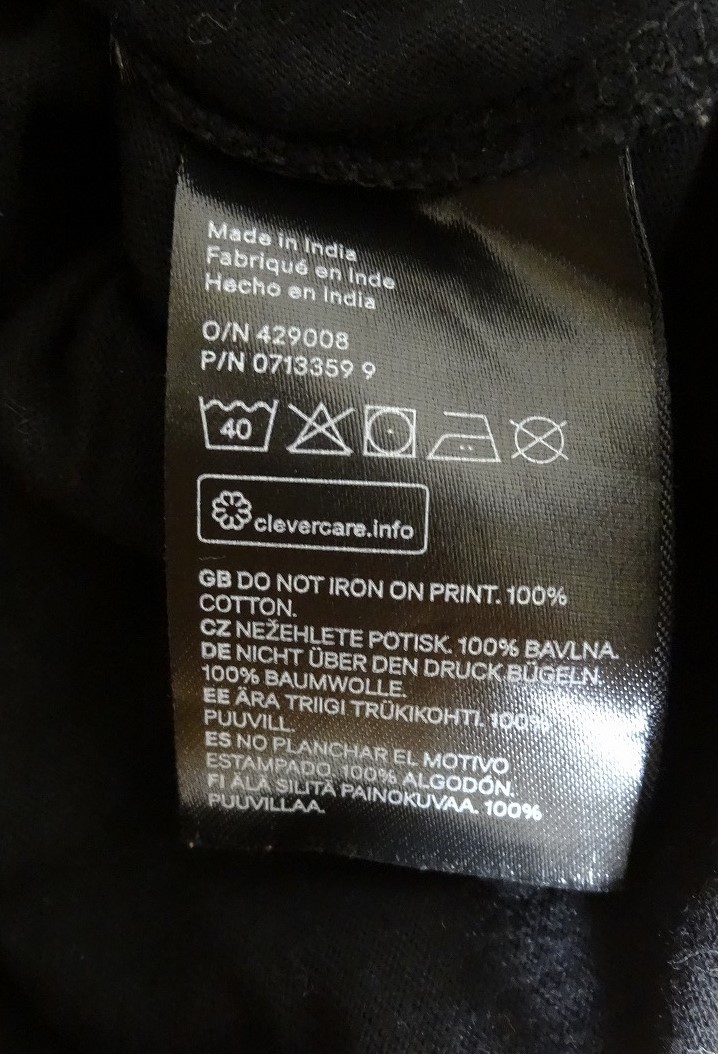 Made in India
Fabriqué en Inde
Hecho en India
O/N 429008
P/N 0713359 9
40
clevercare.info
GB DO NOT IRON ON PRINT. 100%
COTTON.
CZ NEŽEHLETE POTISK. 100% BAVLNA.
DE NICHT ÜBER DEN DRUCK BÜGELN.
100% BAUMWOLLE.
EE ÄRA TRIIGI TRÜKIKOHTI. 100%
PUUVILL.
ES NO PLANCHAR EL MOTIVO
ESTAMPADO. 100% ALGODÓN.
FI ÄLÄ SILITÄ PAINOKUVAA. 100%
PUUVILLAA.